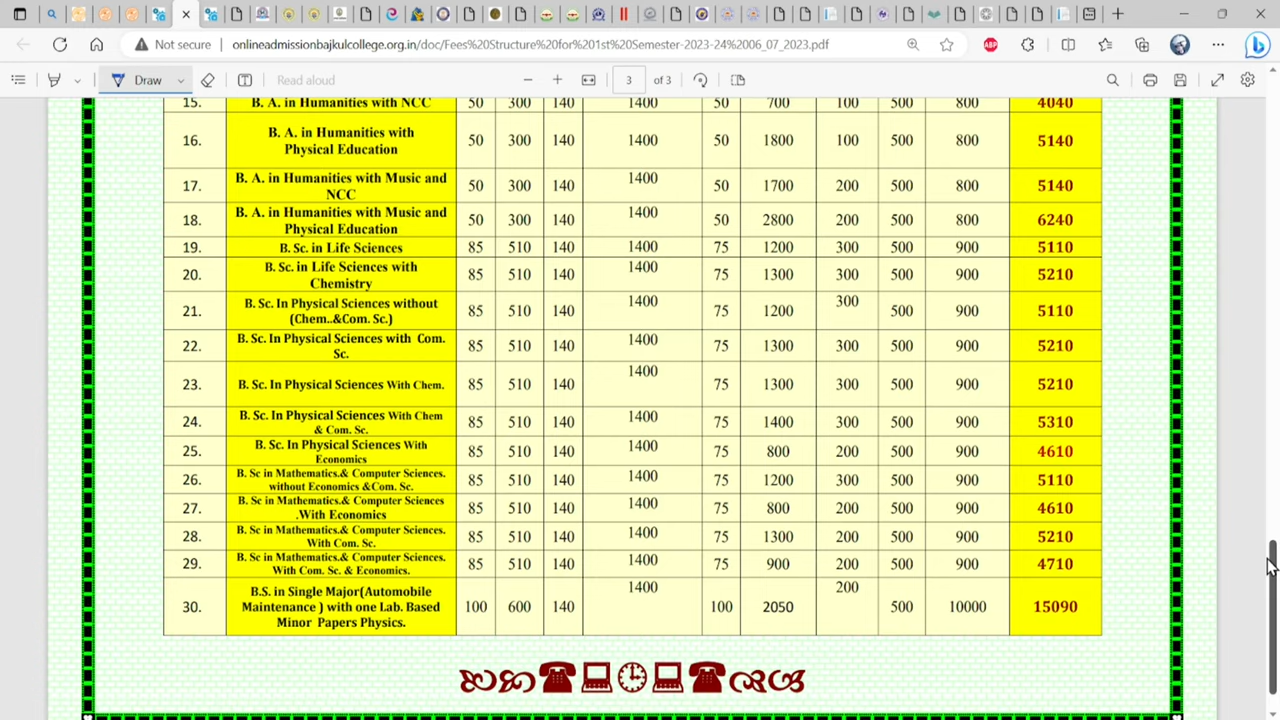 Not secure
onlineadmissionbajkulcollege.org.in/doc/Fees%20Structure%20for%201st%20Semester-2023-24%2006_07_2023.pdf
ABP
Draw
Read aloud
3 of 3
15. B. A. in Humanities with NCC 50 300 140 1400 50 700 100 500 800 4040
16. B. A. in Humanities with
Physical Education 50 300 140 1400 50 1800 100 500 800 5140
17. B. A. in Humanities with Music and
NCC 50 300 140 1400 50 1700 200 500 800 5140
18. B. A. in Humanities with Music and
Physical Education 50 300 140 1400 50 2800 200 500 800 6240
19. B. Sc. in Life Sciences 85 510 140 1400 75 1200 300 500 900 5110
20. B. Sc. in Life Sciences with
Chemistry 85 510 140 1400 75 1300 300 500 900 5210
21. B. Sc. In Physical Sciences without
(Chem..&Com. Sc.) 85 510 140 1400 75 1200 300 500 900 5110
22. B. Sc. In Physical Sciences with Com.
Sc. 85 510 140 1400 75 1300 300 500 900 5210
23. B. Sc. In Physical Sciences With Chem. 85 510 140 1400 75 1300 300 500 900 5210
24. B. Sc. In Physical Sciences With Chem
& Com. Sc. 85 510 140 1400 75 1400 300 500 900 5310
25. B. Sc. In Physical Sciences With
Economics 85 510 140 1400 75 800 200 500 900 4610
26. B. Sc in Mathematics.& Computer Sciences.
without Economics &Com. Sc. 85 510 140 1400 75 1200 300 500 900 5110
27. B. Sc in Mathematics.& Computer Sciences
.With Economics 85 510 140 1400 75 800 200 500 900 4610
28. B. Sc in Mathematics.& Computer Sciences.
With Com. Sc. 85 510 140 1400 75 1300 200 500 900 5210
29. B. Sc in Mathematics.& Computer Sciences.
With Com. Sc. & Economics. 85 510 140 1400 75 900 200 500 900 4710
30. B.S. in Single Major(Automobile
Maintenance ) with one Lab. Based
Minor Papers Physics. 100 600 140 1400 100 2050 200 500 10000 15090